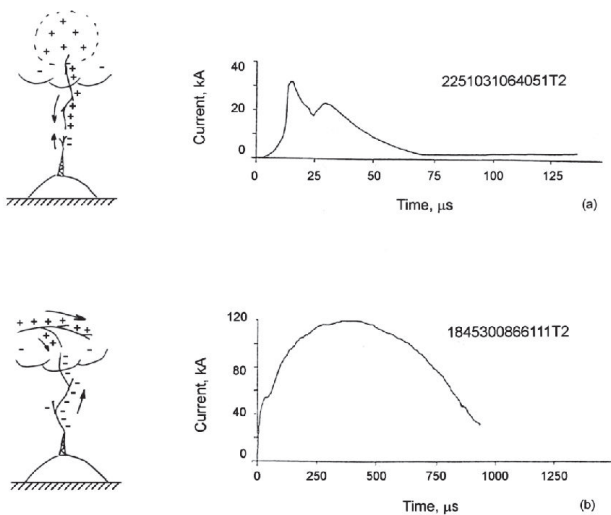 40
20
0
Current, kA
2251031064051T2
0 25 50 75 100 125
Time, µs
(a)
120
80
40
0
Current, kA
1845300866111T2
0 250 500 750 1000 1250
Time, µs
(b)